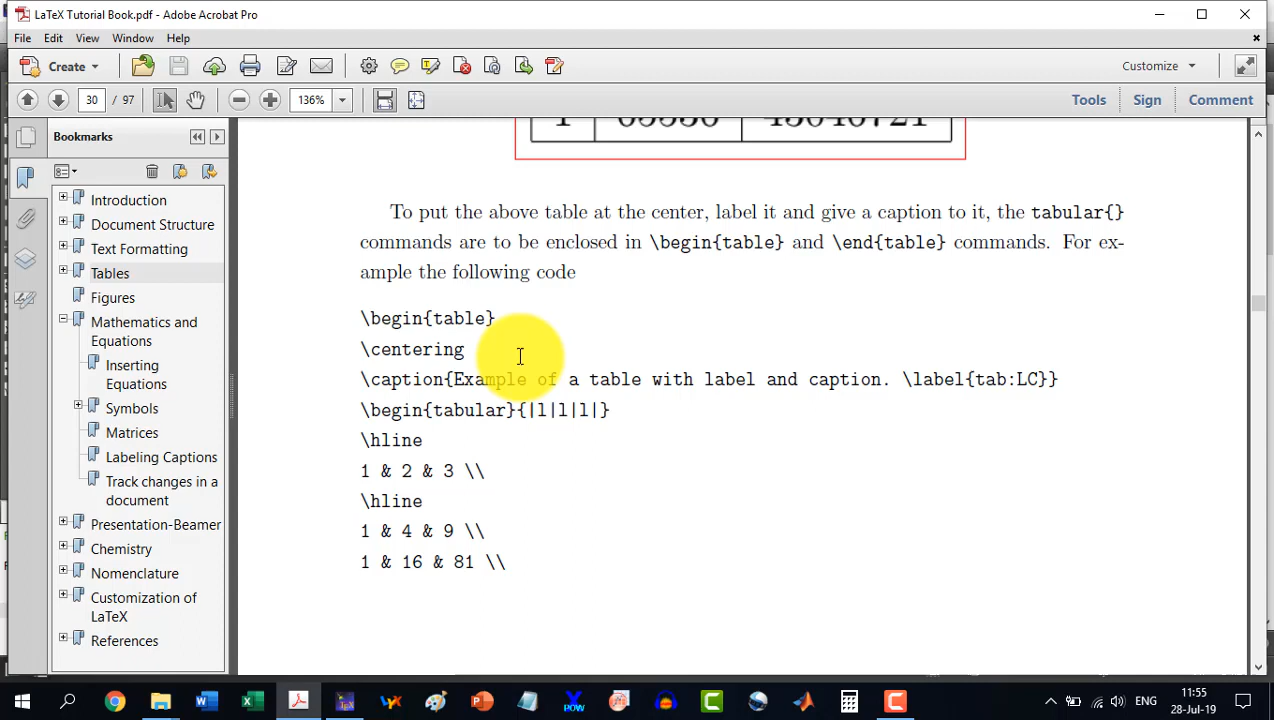 LaTeX Tutorial Book.pdf - Adobe Acrobat Pro
File Edit View Window Help
Create
Customize
30 / 97
136%
Tools Sign Comment
Bookmarks
Introduction
Document Structure
Text Formatting
Tables
Figures
Mathematics and
Equations
Inserting
Equations
Symbols
Matrices
Labeling Captions
Track changes in a
document
Presentation-Beamer
Chemistry
Nomenclature
Customization of
LaTeX
References
1 65536 43046721
To put the above table at the center, label it and give a caption to it, the tabular{}
commands are to be enclosed in \begin{table} and \end{table} commands. For ex-
ample the following code
\begin{table}
\centering
\caption{Example of a table with label and caption. \label{tab:LC}}
\begin{tabular}{|l|l|l|}
\hline
1 & 2 & 3 \\
\hline
1 & 4 & 9 \\
1 & 16 & 81 \\
ENG
11:55
28-Jul-19